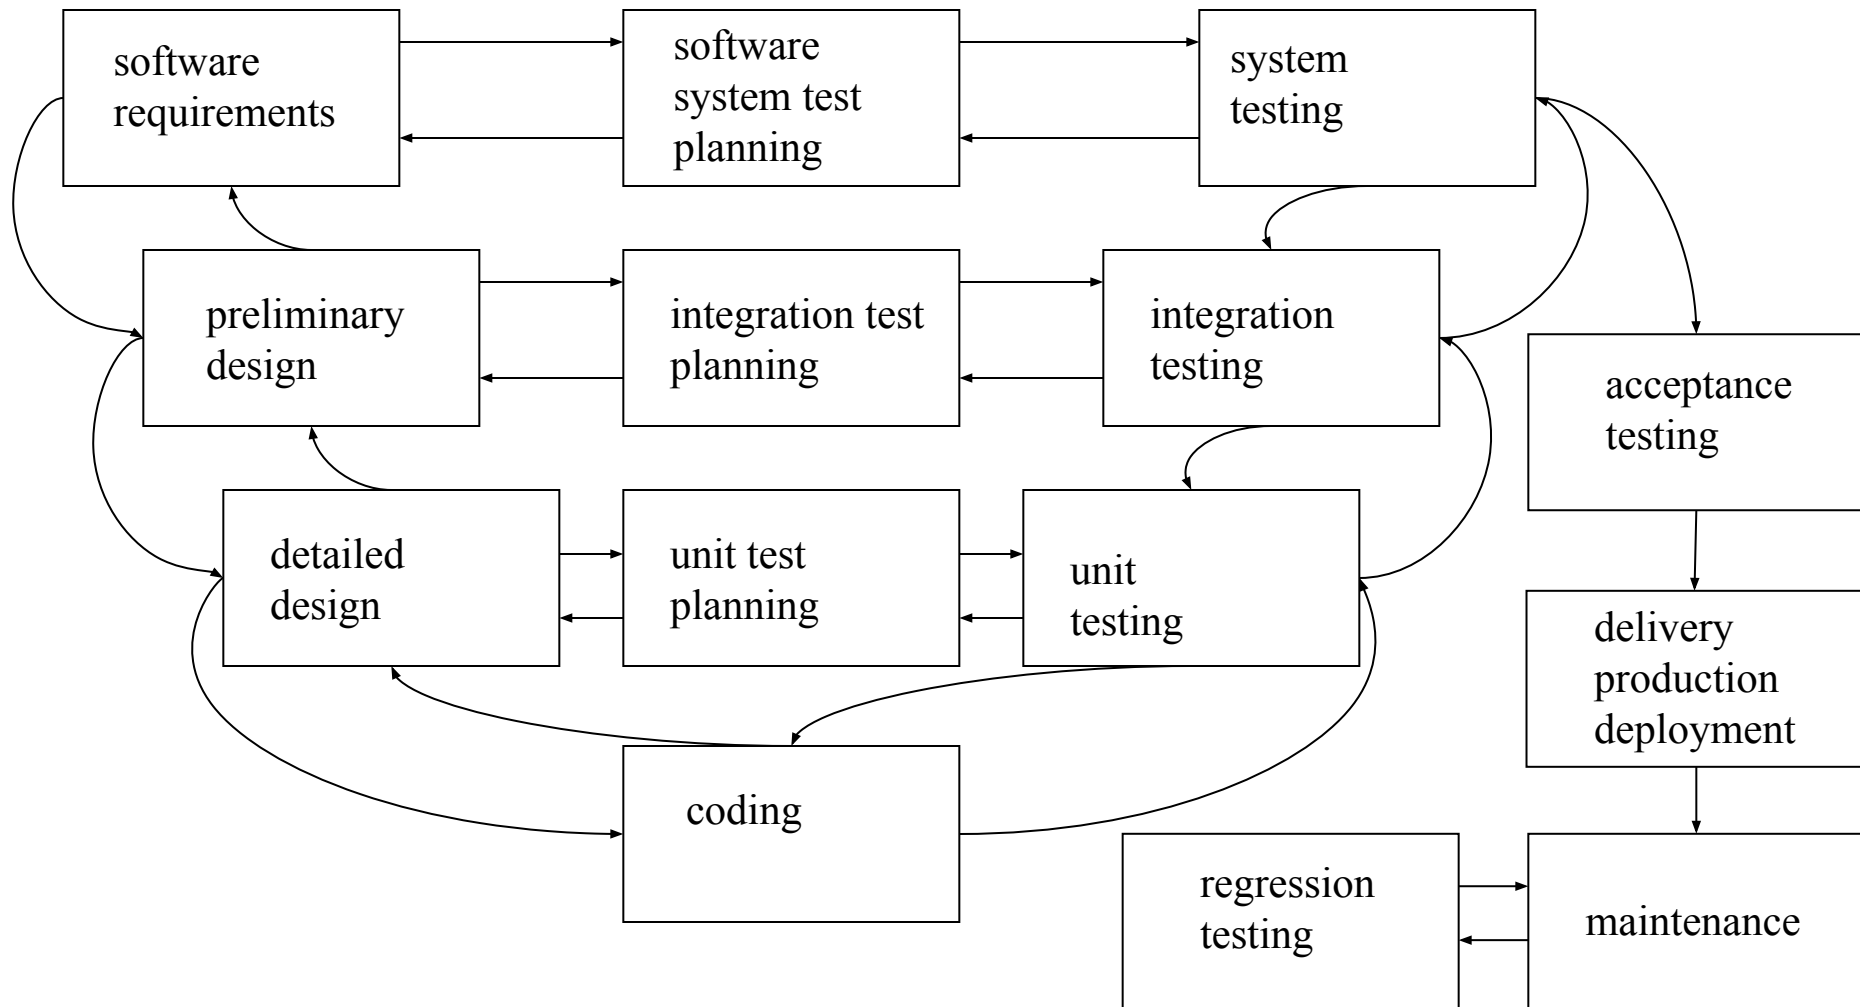 software
requirements
software
system test
planning
system
testing
preliminary
design
integration test
planning
integration
testing
acceptance
testing
detailed
design
unit test
planning
unit
testing
delivery
production
deployment
coding
regression
testing
maintenance